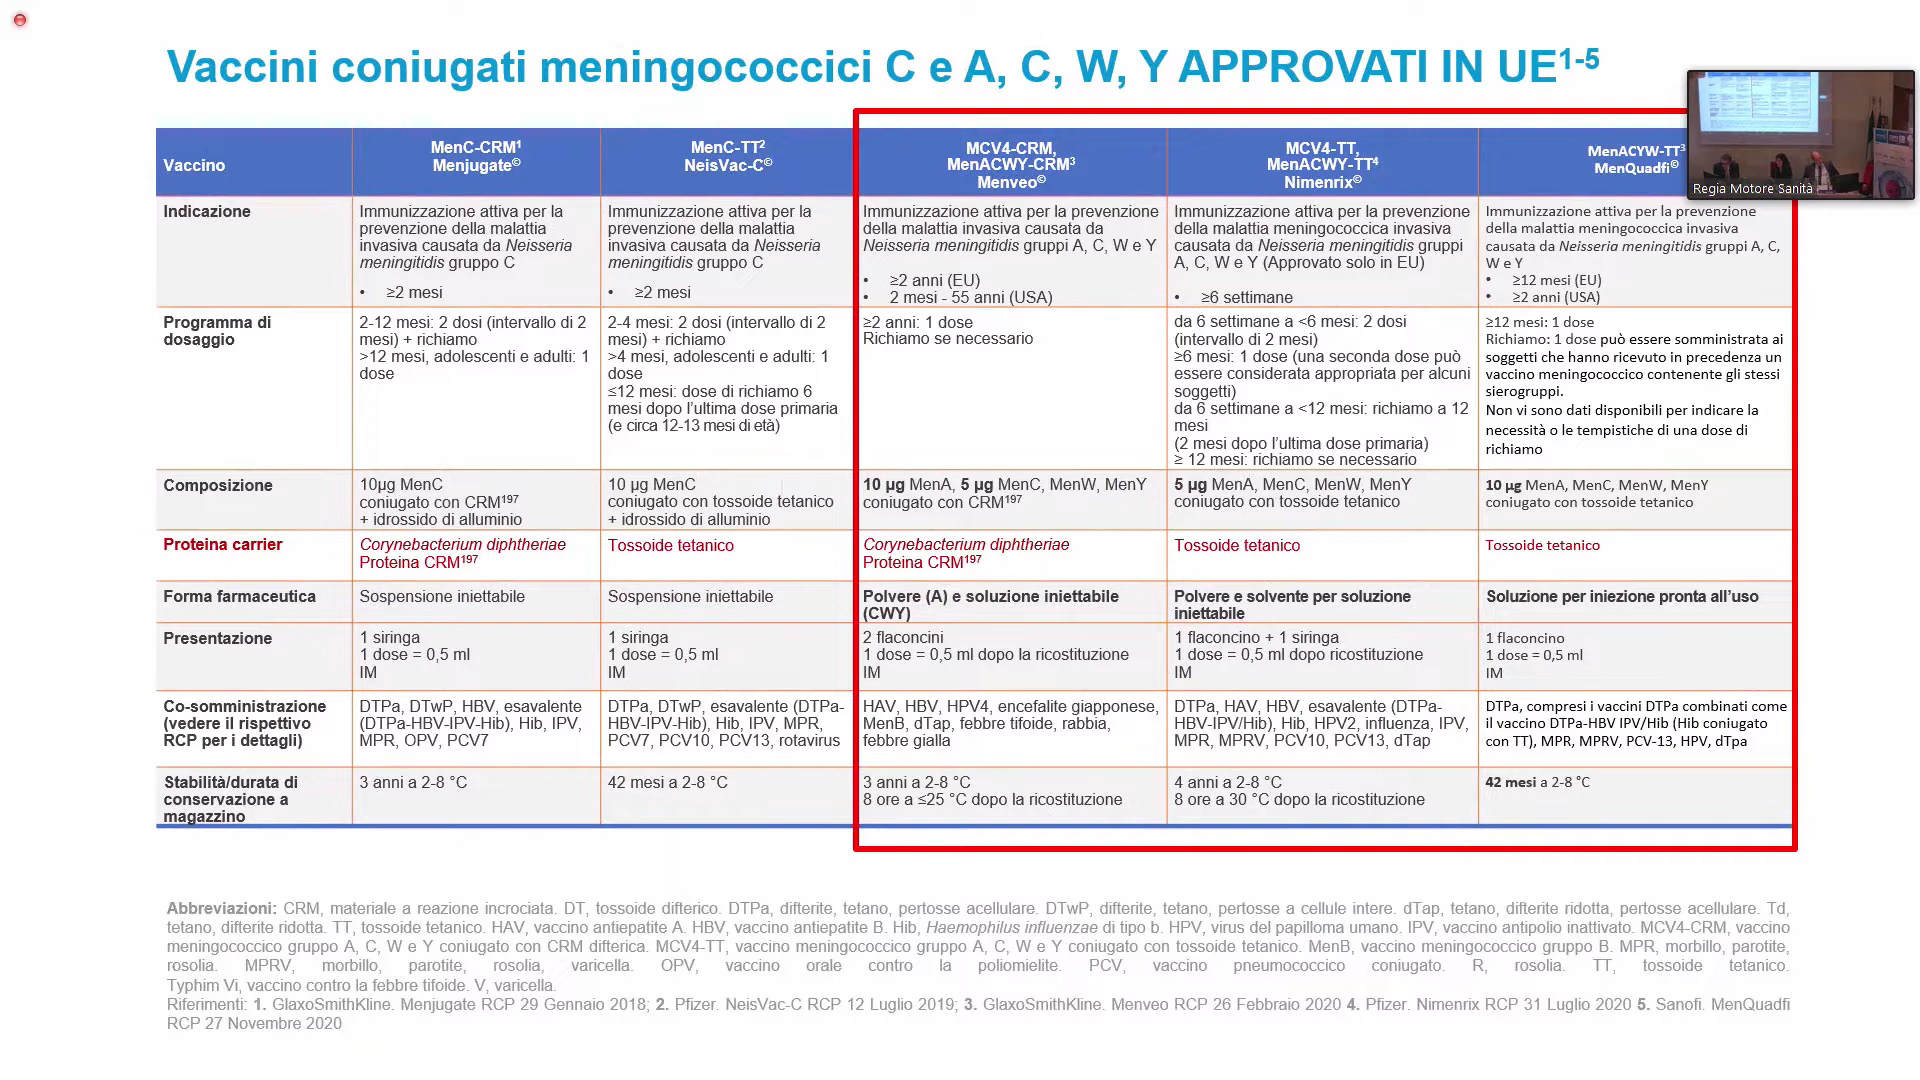 Vaccini coniugati meningococcici C e A, C, W, Y APPROVATI IN UE1-5
Regia Motore Sanità
Vaccino
MenC-CRM1
Menjugate©
MenC-TT2
NeisVac-C©
MCV4-CRM,
MenACWY-CRM3
Menveo©
MCV4-TT,
MenACWY-TT4
Nimenrix©
MenACYW-TT3
MenQuadfi©
Indicazione
Immunizzazione attiva per la
prevenzione della malattia
invasiva causata da Neisseria
meningitidis gruppo C
• ≥2 mesi
Immunizzazione attiva per la
prevenzione della malattia
invasiva causata da Neisseria
meningitidis gruppo C
• ≥2 mesi
Immunizzazione attiva per la prevenzione
della malattia invasiva causata da
Neisseria meningitidis gruppi A, C, W e Y
• ≥2 anni (EU)
• 2 mesi - 55 anni (USA)
Immunizzazione attiva per la prevenzione
della malattia meningococcica invasiva
causata da Neisseria meningitidis gruppi
A, C, W e Y (Approvato solo in EU)
• ≥6 settimane
Immunizzazione attiva per la prevenzione
della malattia meningococcica invasiva
causata da Neisseria meningitidis gruppi A, C,
W e Y
• ≥12 mesi (EU)
• ≥2 anni (USA)
Programma di
dosaggio
2-12 mesi: 2 dosi (intervallo di 2
mesi) + richiamo
>12 mesi, adolescenti e adulti: 1
dose
2-4 mesi: 2 dosi (intervallo di 2
mesi) + richiamo
>4 mesi, adolescenti e adulti: 1
dose
≤12 mesi: dose di richiamo 6
mesi dopo l’ultima dose primaria
(e circa 12-13 mesi di età)
≥2 anni: 1 dose
Richiamo se necessario
da 6 settimane a <6 mesi: 2 dosi
(intervallo di 2 mesi)
≥6 mesi: 1 dose (una seconda dose può
essere considerata appropriata per alcuni
soggetti)
da 6 settimane a <12 mesi: richiamo a 12
mesi
(2 mesi dopo l’ultima dose primaria)
≥ 12 mesi: richiamo se necessario
≥12 mesi: 1 dose
Richiamo: 1 dose può essere somministrata ai
soggetti che hanno ricevuto in precedenza un
vaccino meningococcico contenente gli stessi
sierogruppi.
Non vi sono dati disponibili per indicare la
necessità o le tempistiche di una dose di
richiamo
Composizione
10µg MenC
coniugato con CRM197
+ idrossido di alluminio
10 µg MenC
coniugato con tossoide tetanico
+ idrossido di alluminio
10 µg MenA, 5 µg MenC, MenW, MenY
coniugato con CRM197
5 µg MenA, MenC, MenW, MenY
coniugato con tossoide tetanico
10 µg MenA, MenC, MenW, MenY
coniugato con tossoide tetanico
Proteina carrier
Corynebacterium diphtheriae
Proteina CRM197
Tossoide tetanico
Corynebacterium diphtheriae
Proteina CRM197
Tossoide tetanico
Tossoide tetanico
Forma farmaceutica
Sospensione iniettabile
Sospensione iniettabile
Polvere (A) e soluzione iniettabile
(CWY)
Polvere e solvente per soluzione
iniettabile
Soluzione per iniezione pronta all’uso
Presentazione
1 siringa
1 dose = 0,5 ml
IM
1 siringa
1 dose = 0,5 ml
IM
2 flaconcini
1 dose = 0,5 ml dopo la ricostituzione
IM
1 flaconcino + 1 siringa
1 dose = 0,5 ml dopo ricostituzione
IM
1 flaconcino
1 dose = 0,5 ml
IM
Co-somministrazione
(vedere il rispettivo
RCP per i dettagli)
DTPa, DTwP, HBV, esavalente
(DTPa-HBV-IPV-Hib), Hib, IPV,
MPR, OPV, PCV7
DTPa, DTwP, esavalente (DTPa-
HBV-IPV-Hib), Hib, IPV, MPR,
PCV7, PCV10, PCV13, rotavirus
HAV, HBV, HPV4, encefalite giapponese,
MenB, dTap, febbre tifoide, rabbia,
febbre gialla
DTPa, HAV, HBV, esavalente (DTPa-
HBV-IPV/Hib), Hib, HPV2, influenza, IPV,
MPR, MPRV, PCV10, PCV13, dTap
DTPa, compresi i vaccini DTPa combinati come
il vaccino DTPa-HBV IPV/Hib (Hib coniugato
con TT), MPR, MPRV, PCV-13, HPV, dTpa
Stabilità/durata di
conservazione a
magazzino
3 anni a 2-8 °C
42 mesi a 2-8 °C
3 anni a 2-8 °C
8 ore a ≤25 °C dopo la ricostituzione
4 anni a 2-8 °C
8 ore a 30 °C dopo la ricostituzione
42 mesi a 2-8 °C
Abbreviazioni: CRM, materiale a reazione incrociata. DT, tossoide difterico. DTPa, difterite, tetano, pertosse acellulare. DTwP, difterite, tetano, pertosse a cellule intere. dTap, tetano, difterite ridotta, pertosse acellulare. Td,
tetano, difterite ridotta. TT, tossoide tetanico. HAV, vaccino antiepatite A. HBV, vaccino antiepatite B. Hib, Haemophilus influenzae di tipo b. HPV, virus del papilloma umano. IPV, vaccino antipolio inattivato. MCV4-CRM, vaccino
meningococcico gruppo A, C, W e Y coniugato con CRM difterica. MCV4-TT, vaccino meningococcico gruppo A, C, W e Y coniugato con tossoide tetanico. MenB, vaccino meningococcico gruppo B. MPR, morbillo, parotite,
rosolia. MPRV, morbillo, parotite, rosolia, varicella. OPV, vaccino orale contro la poliomielite. PCV, vaccino pneumococcico coniugato. R, rosolia. TT, tossoide tetanico.
Typhim Vi, vaccino contro la febbre tifoide. V, varicella.
Riferimenti: 1. GlaxoSmithKline. Menjugate RCP 29 Gennaio 2018; 2. Pfizer. NeisVac-C RCP 12 Luglio 2019; 3. GlaxoSmithKline. Menveo RCP 26 Febbraio 2020 4. Pfizer. Nimenrix RCP 31 Luglio 2020 5. Sanofi. MenQuadfi
RCP 27 Novembre 2020